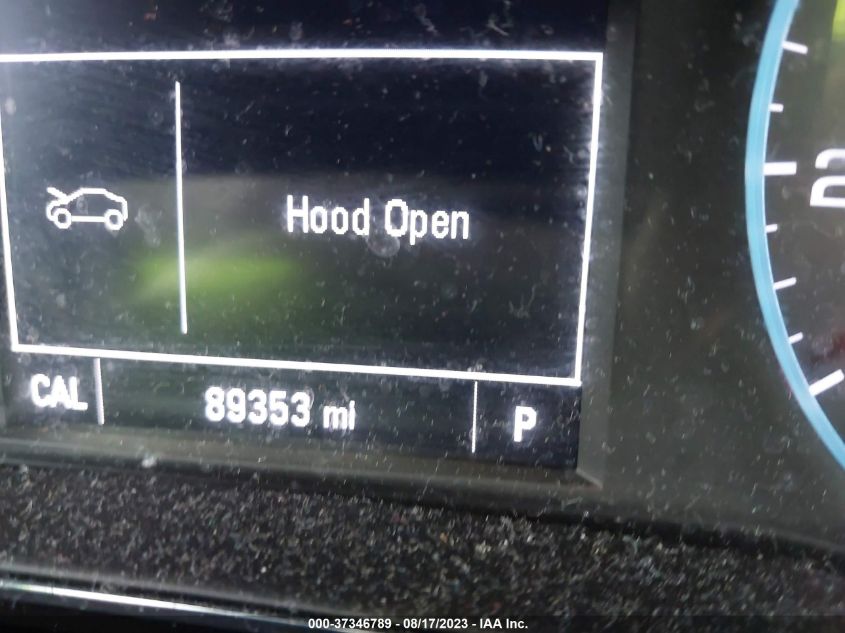 Hood Open
CAL 89353 mi P
000-37346789 - 08/17/2023 - IAA Inc.